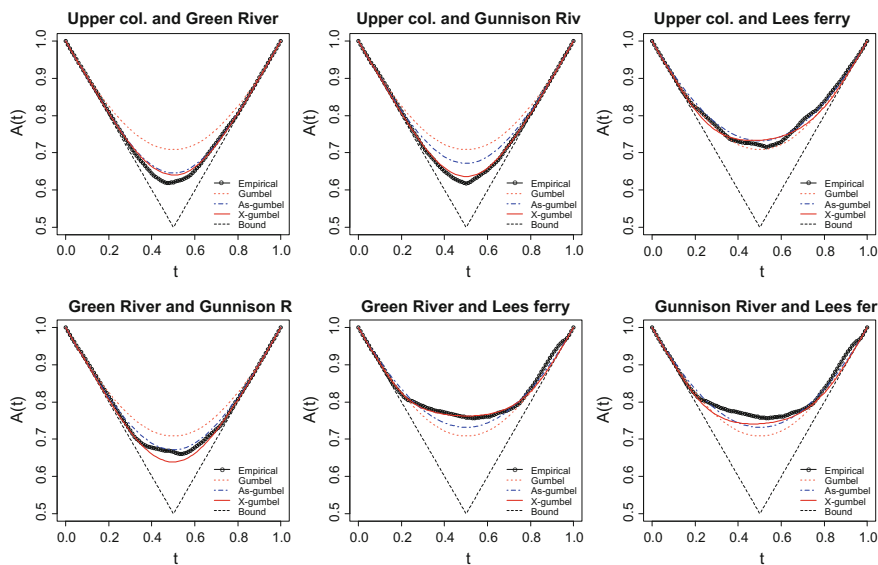 Upper col. and Green River
A(t)
1.0
0.9
0.8
0.7
0.6
0.5
Empirical
Gumbel
As-gumbel
X-gumbel
Bound
0.0 0.2 0.4 0.6 0.8 1.0
t
Upper col. and Gunnison Riv
A(t)
1.0
0.9
0.8
0.7
0.6
0.5
Empirical
Gumbel
As-gumbel
X-gumbel
Bound
0.0 0.2 0.4 0.6 0.8 1.0
t
Upper col. and Lees ferry
A(t)
1.0
0.9
0.8
0.7
0.6
0.5
Empirical
Gumbel
As-gumbel
X-gumbel
Bound
0.0 0.2 0.4 0.6 0.8 1.0
t
Green River and Gunnison R
A(t)
1.0
0.9
0.8
0.7
0.6
0.5
Empirical
Gumbel
As-gumbel
X-gumbel
Bound
0.0 0.2 0.4 0.6 0.8 1.0
t
Green River and Lees ferry
A(t)
1.0
0.9
0.8
0.7
0.6
0.5
Empirical
Gumbel
As-gumbel
X-gumbel
Bound
0.0 0.2 0.4 0.6 0.8 1.0
t
Gunnison River and Lees fer
A(t)
1.0
0.9
0.8
0.7
0.6
0.5
Empirical
Gumbel
As-gumbel
X-gumbel
Bound
0.0 0.2 0.4 0.6 0.8 1.0
t